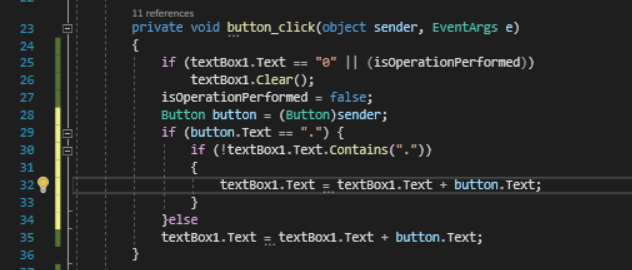 11 references
23 private void button_click(object sender, EventArgs e)
24 {
25 if (textBox1.Text == "0" || (isOperationPerformed))
26 textBox1.Clear();
27 isOperationPerformed = false;
28 Button button = (Button)sender;
29 if (button.Text == ".") {
30 if (!textBox1.Text.Contains("."))
31 {
32 textBox1.Text = textBox1.Text + button.Text;
33 }
34 }else
35 textBox1.Text = textBox1.Text + button.Text;
36 }